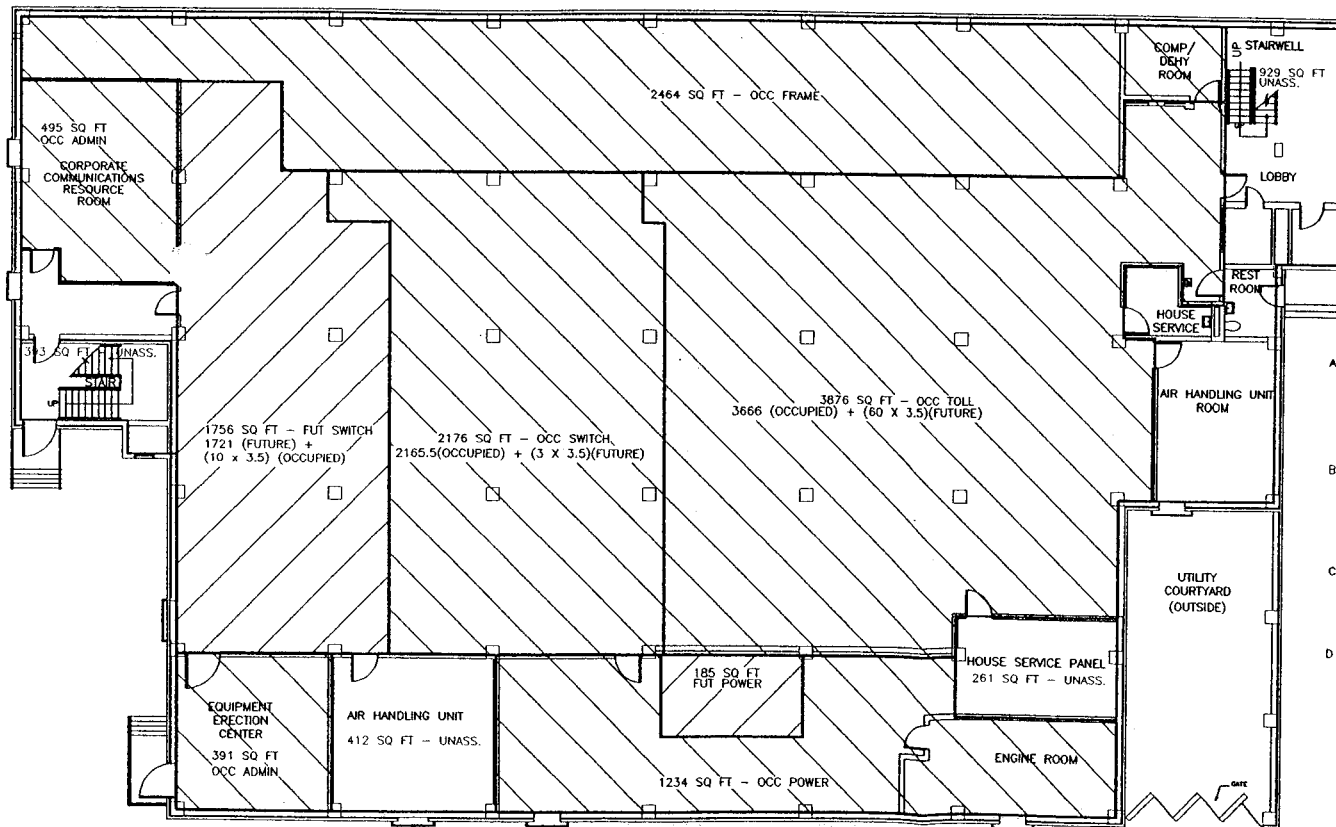 COMP/
DEHY
ROOM
UP
STAIRWELL
929 SQ FT
UNASS.
2464 SQ FT - OCC FRAME
495 SQ FT
OCC ADMIN
CORPORATE
COMMUNICATIONS
RESOURCE
ROOM
LOBBY
REST
ROOM
HOUSE
SERVICE
393 SQ FT - UNASS.
STAIR
UP
A
AIR HANDLING UNIT
ROOM
3876 SQ FT - OCC TOLL
3666 (OCCUPIED) + (60 X 3.5)(FUTURE)
1756 SQ FT - FUT SWITCH
1721 (FUTURE) +
(10 x 3.5) (OCCUPIED)
2176 SQ FT - OCC SWITCH
2165.5(OCCUPIED) + (3 X 3.5)(FUTURE)
B
C
UTILITY
COURTYARD
(OUTSIDE)
D
HOUSE SERVICE PANEL
261 SQ FT - UNASS.
185 SQ FT
FUT POWER
EQUIPMENT
ERECTION
CENTER
391 SQ FT
OCC ADMIN
AIR HANDLING UNIT
412 SQ FT - UNASS.
1234 SQ FT - OCC POWER
ENGINE ROOM
GATE